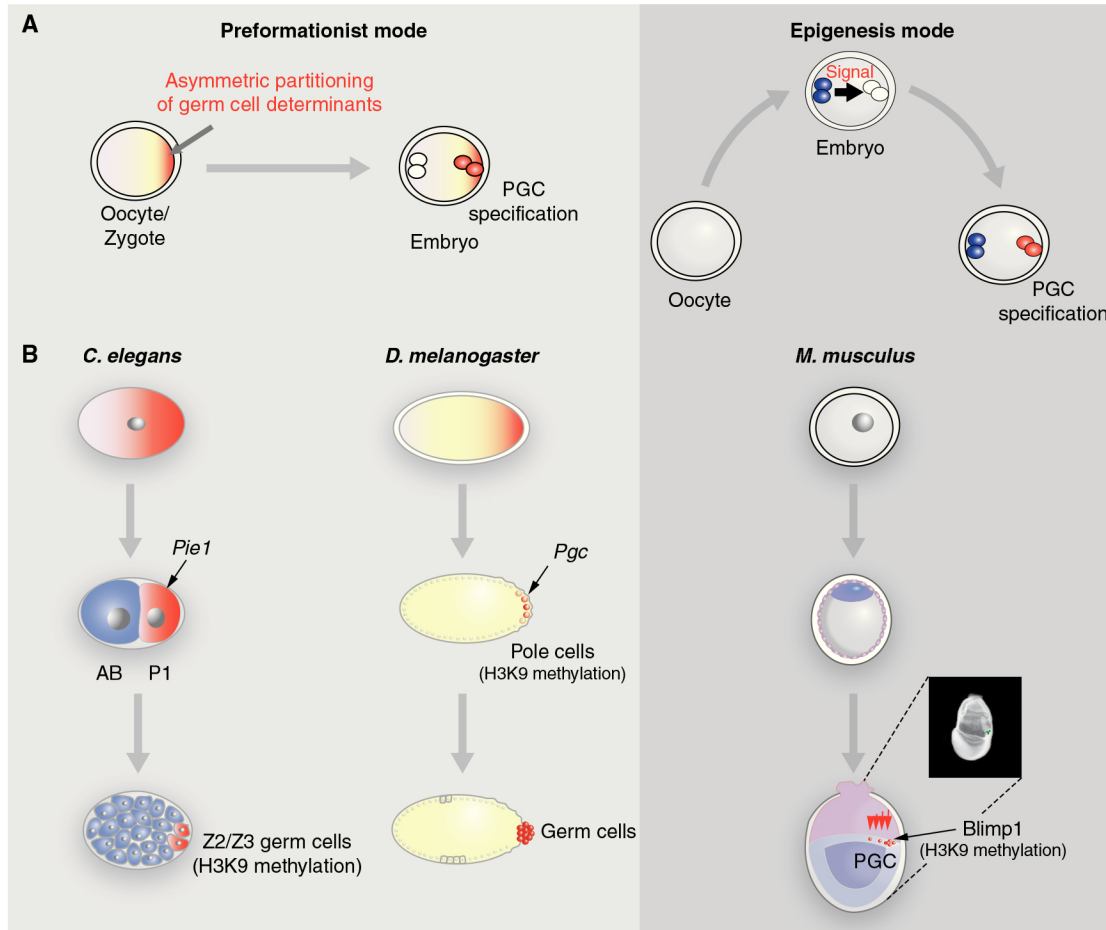 A
Preformationist mode
Asymmetric partitioning
of germ cell determinants
Oocyte/
Zygote
PGC
specification
Embryo
Epigenesis mode
Signal
Embryo
Oocyte
PGC
specification
B
C. elegans
D. melanogaster
M. musculus
Pie1
AB
P1
Z2/Z3 germ cells
(H3K9 methylation)
Pgc
Pole cells
(H3K9 methylation)
Germ cells
Blimp1
(H3K9 methylation)
PGC